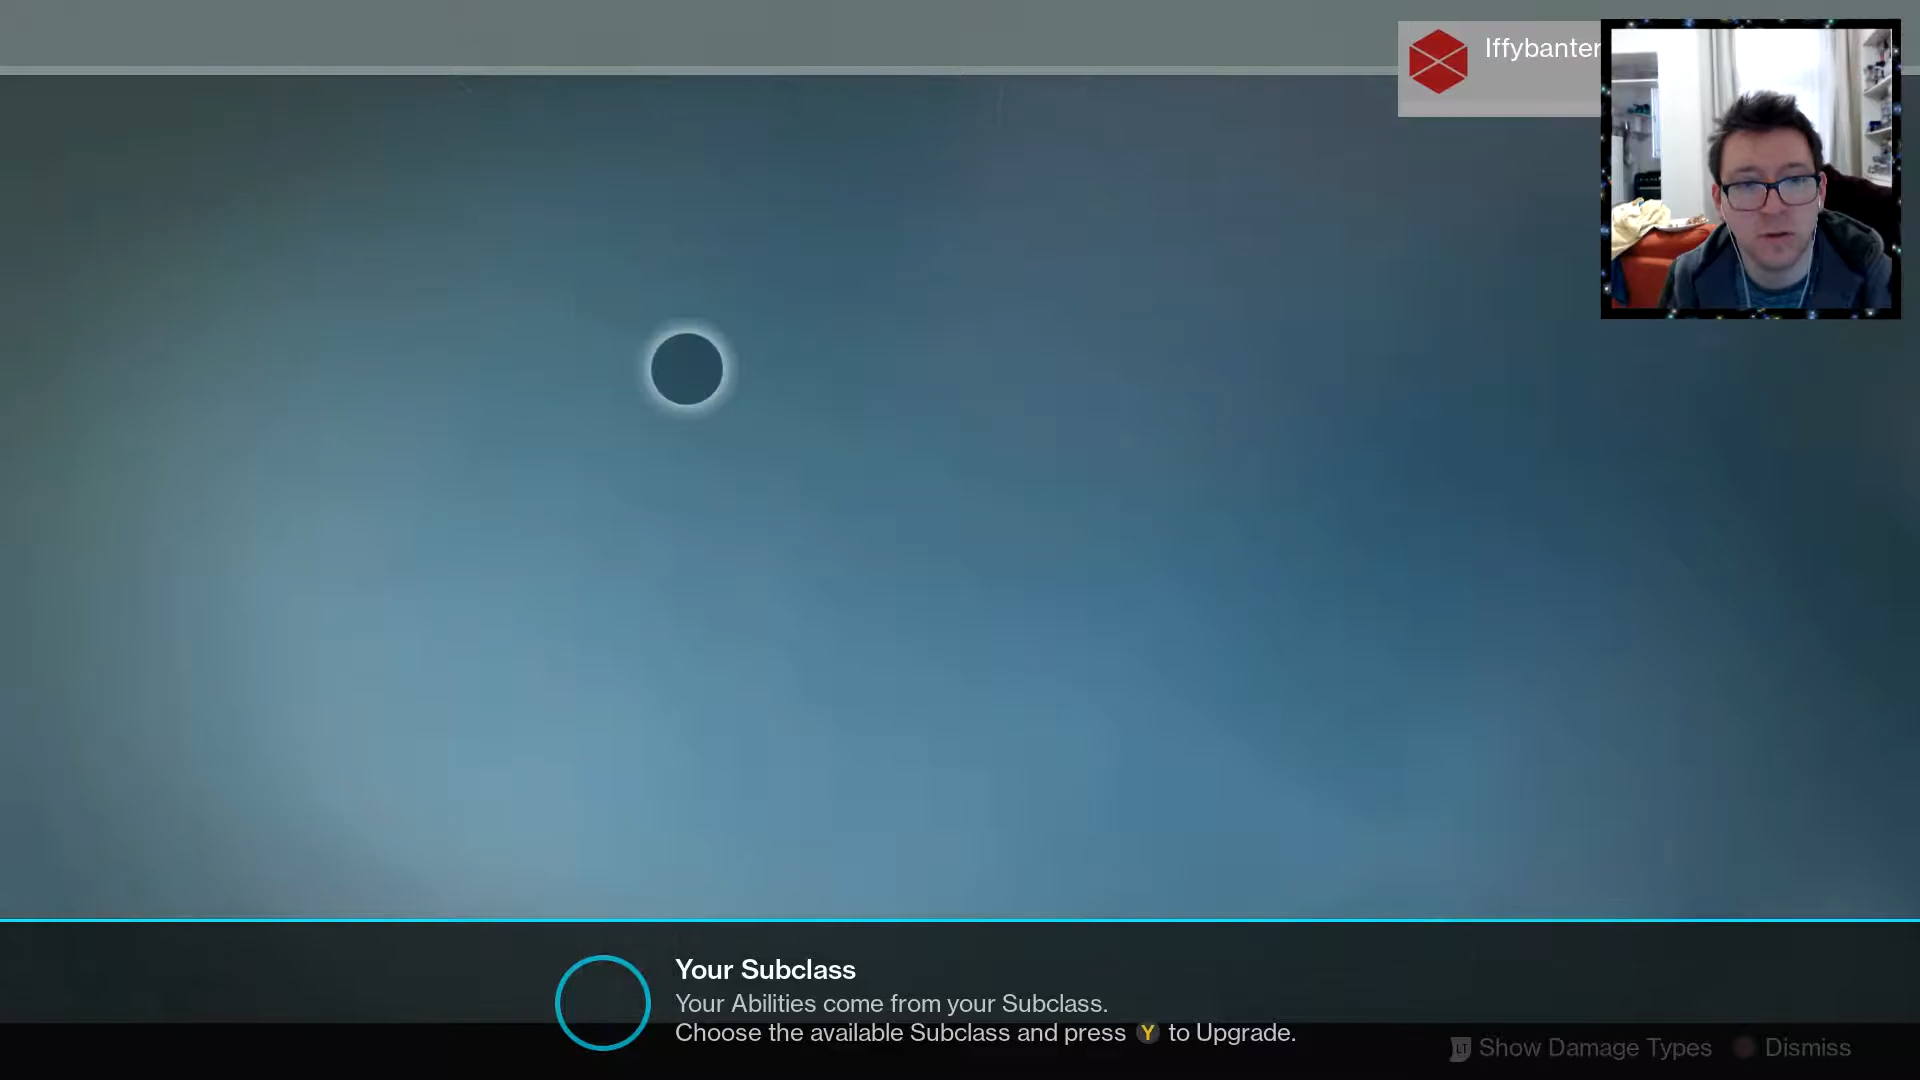 Iffybanter
Your Subclass
Your Abilities come from your Subclass.
Choose the available Subclass and press Y to Upgrade.
LT Show Damage Types
Dismiss